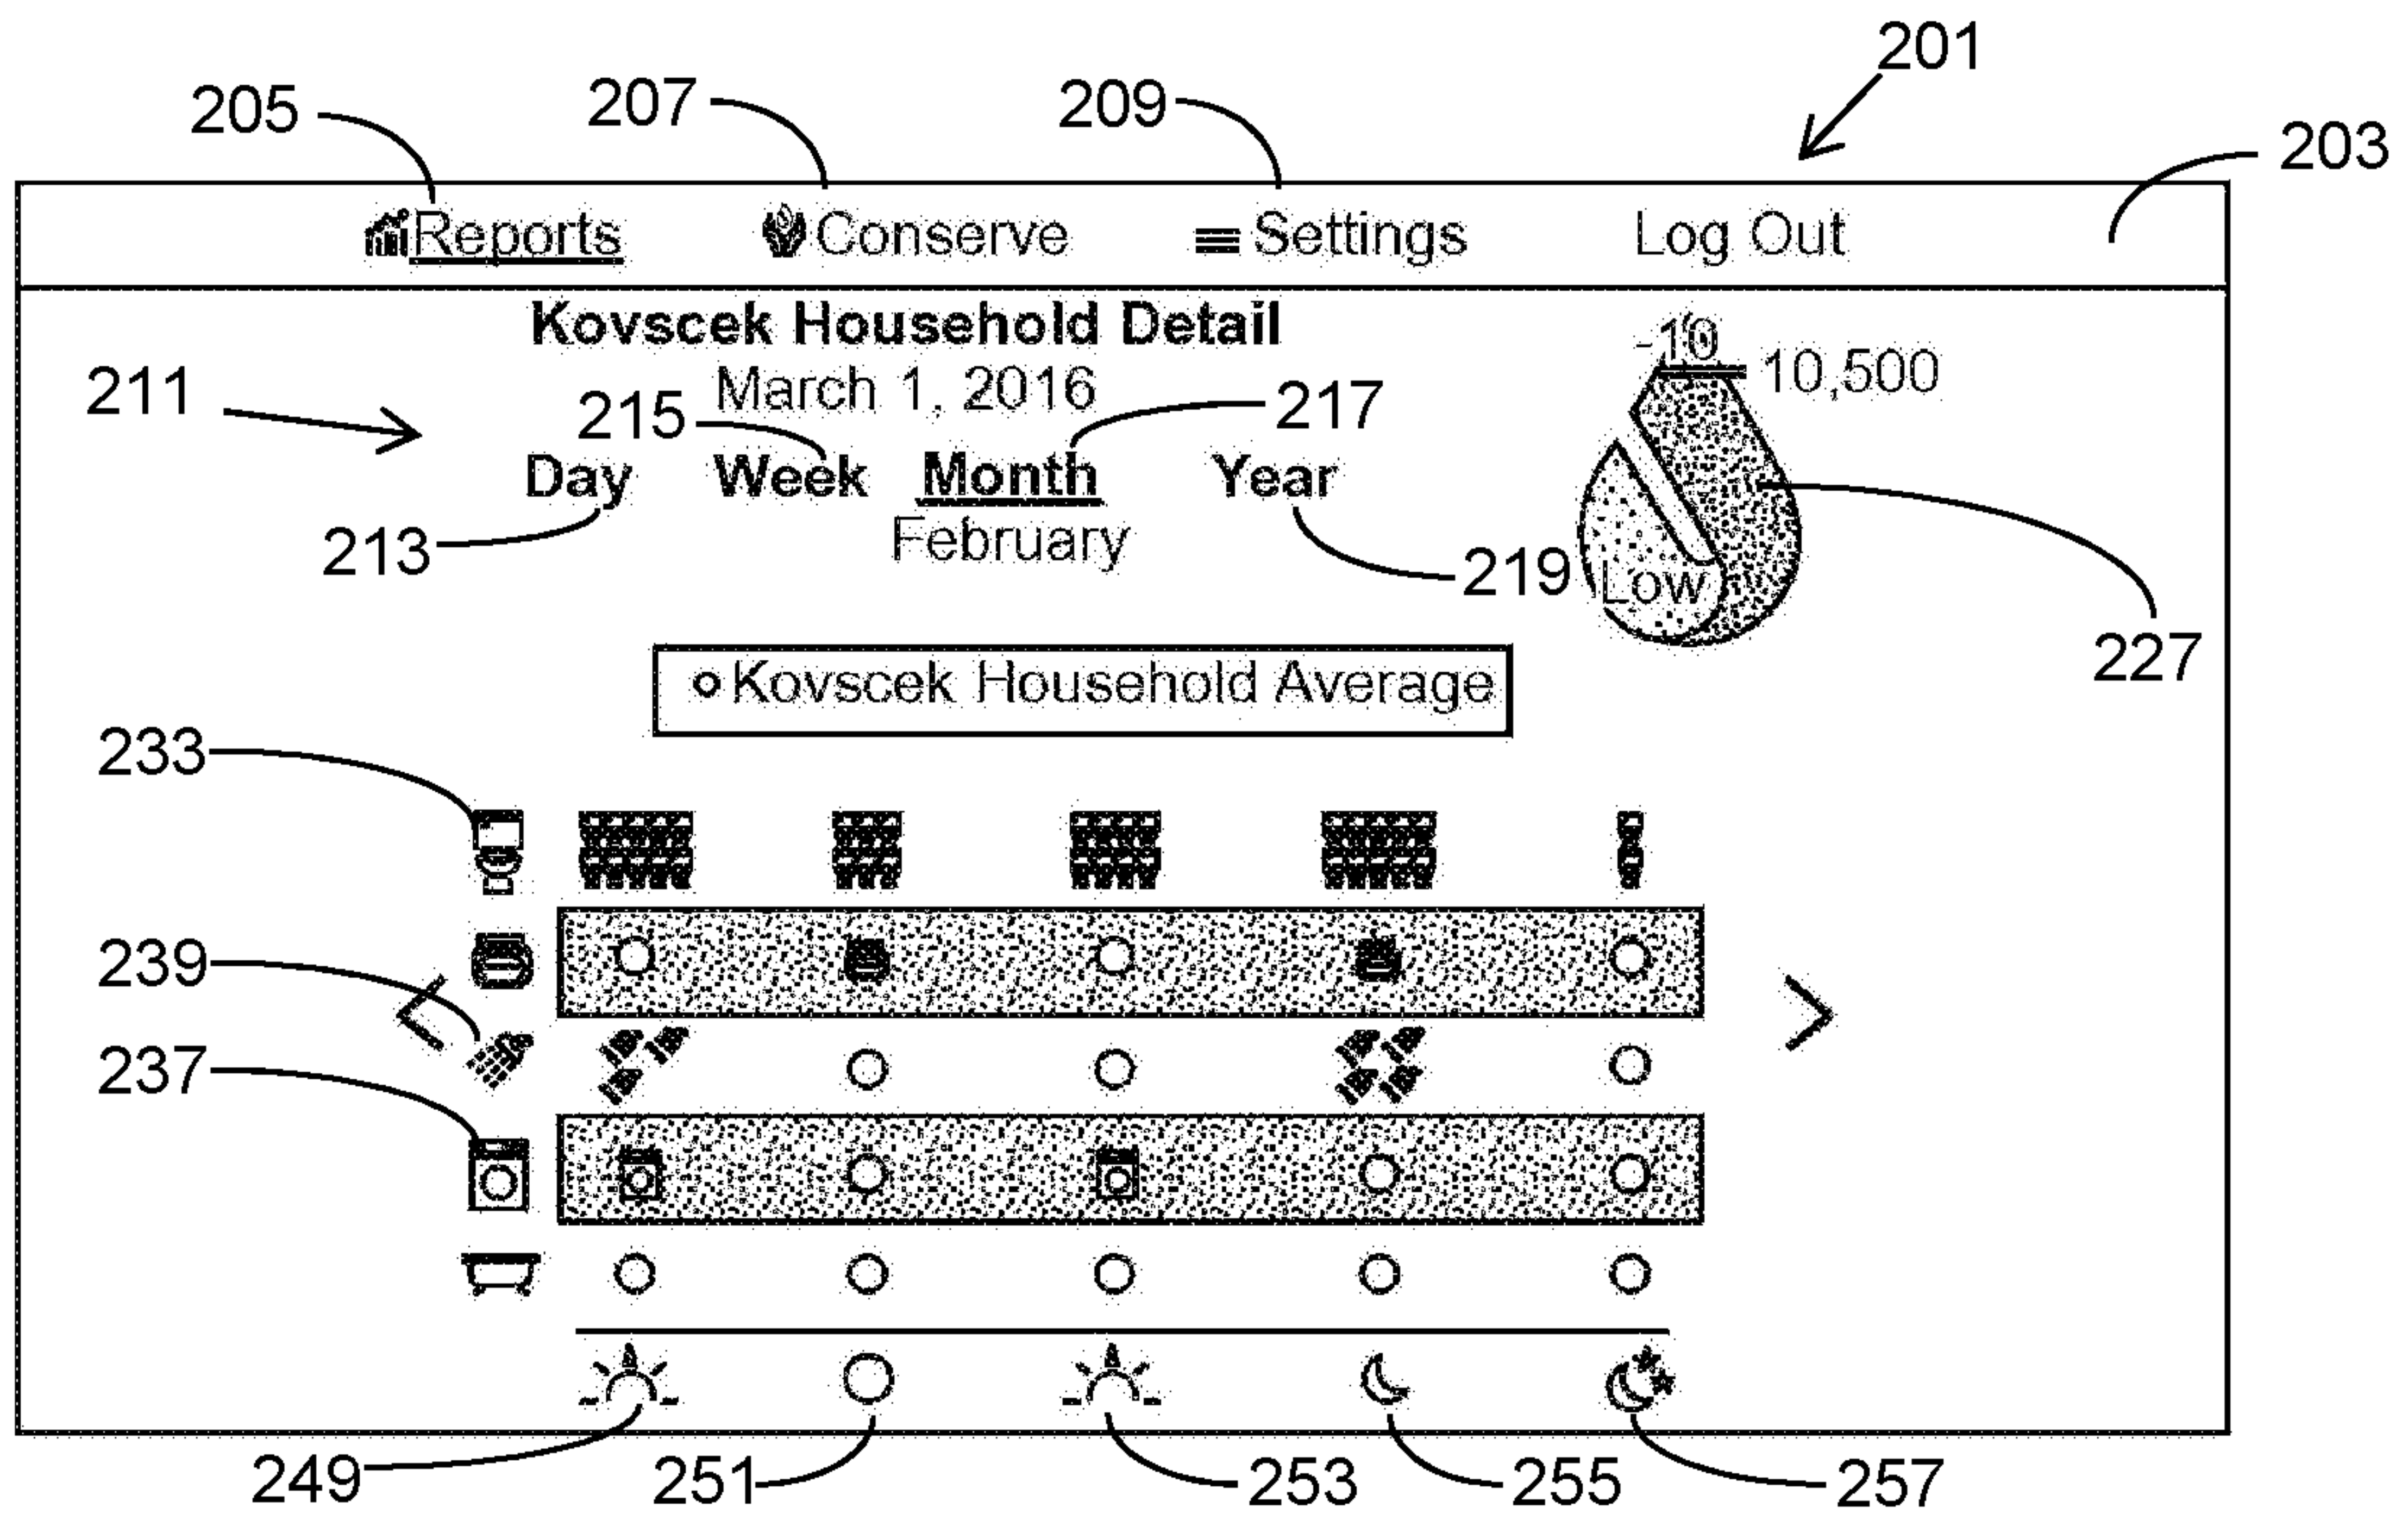 201
205 207 209
203
Reports Conserve Settings Log Out
Kovscek Household Detail
-10
10,500
March 1, 2016
211
215
217
Day Week Month Year
213
February
219
Low
227
Kovscek Household Average
233
239
237
249 251 253 255 257